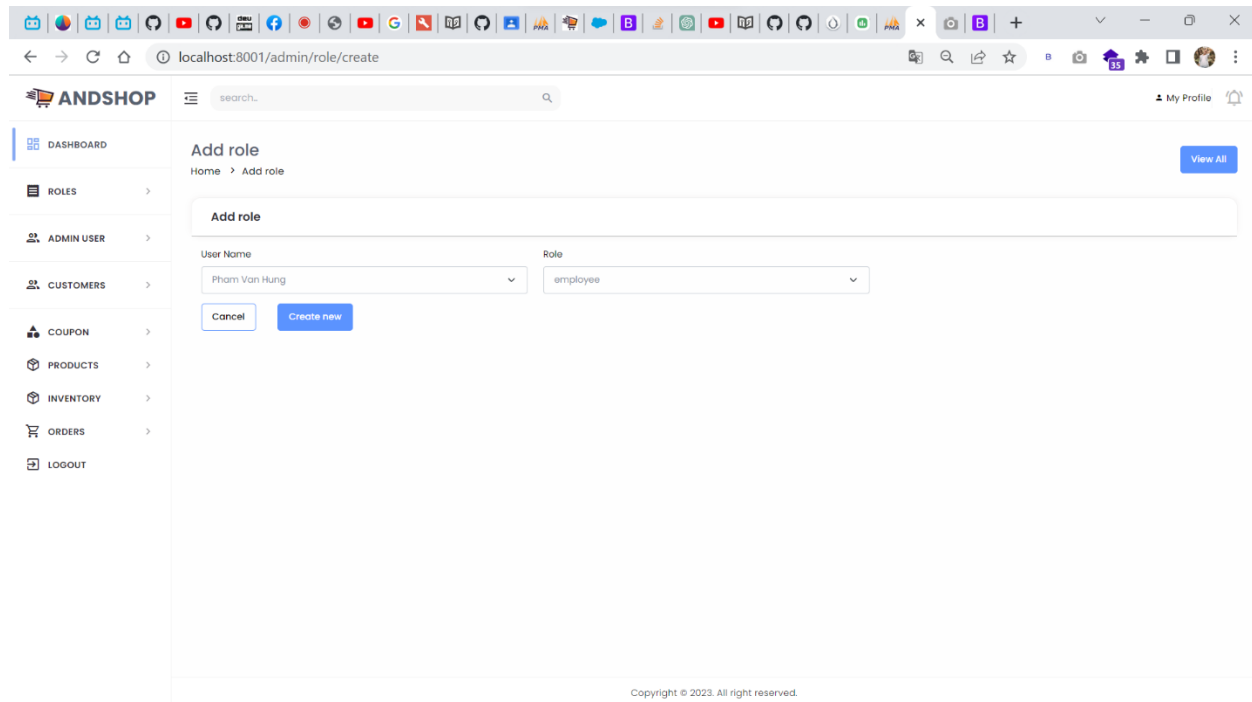 localhost:8001/admin/role/create
35
ANDSHOP
search..
My Profile
DASHBOARD
ROLES
ADMIN USER
CUSTOMERS
COUPON
PRODUCTS
INVENTORY
ORDERS
LOGOUT
Add role
Home > Add role
View All
Add role
User Name
Role
Pham Van Hung
employee
Cancel
Create new
Copyright © 2023. All right reserved.